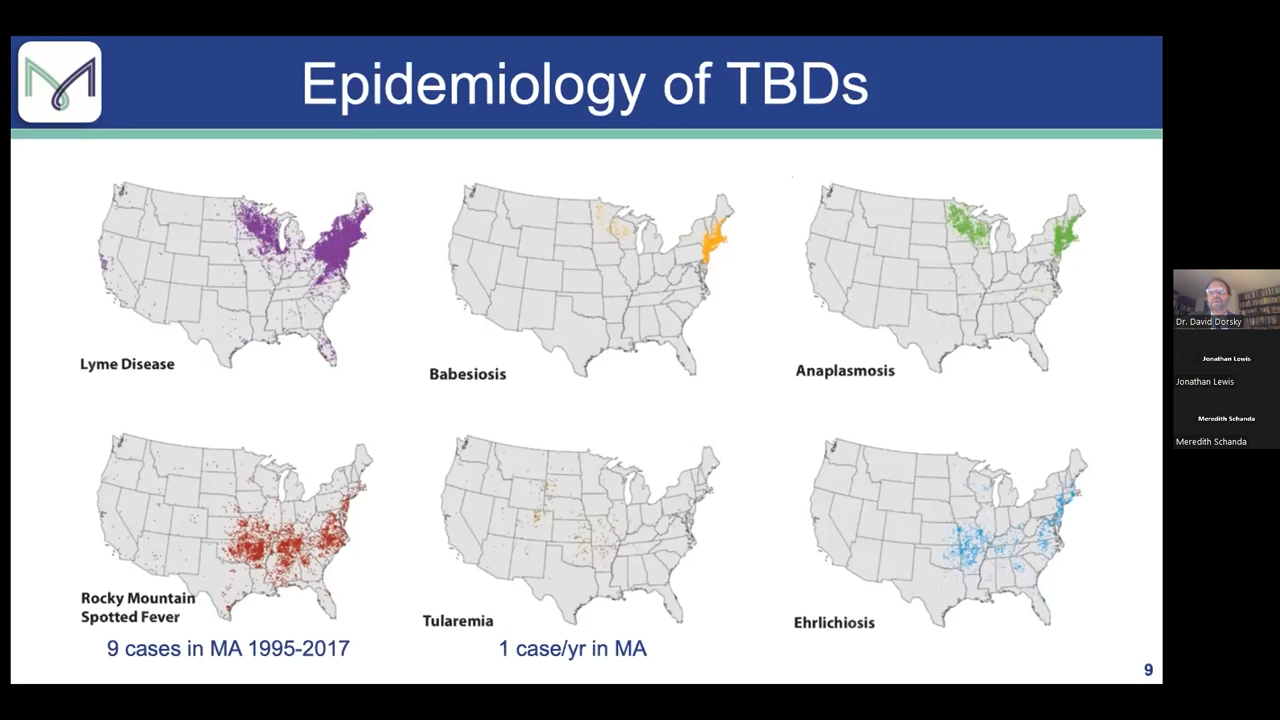 Epidemiology of TBDs
Lyme Disease
Babesiosis
Anaplasmosis
Rocky Mountain
Spotted Fever
Tularemia
Ehrlichiosis
9 cases in MA 1995-2017
1 case/yr in MA
9
Dr. David Dorsky
Jonathan Lewis
Jonathan Lewis
Meredith Schanda
Meredith Schanda